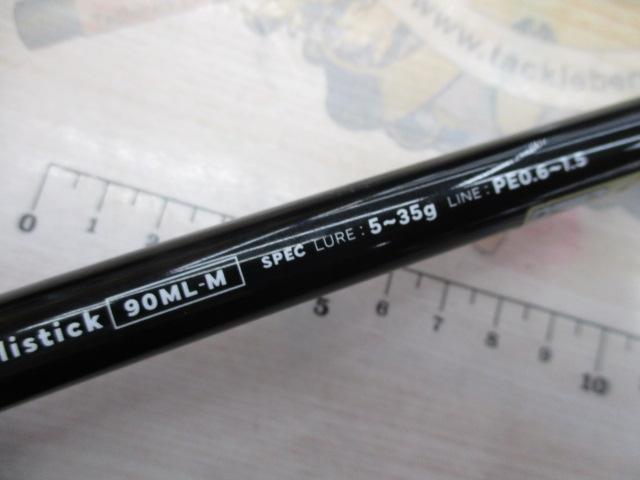 www.tacklebe
listick 90ML-M SPEC LURE : 5~35g LINE : PE0.6~1.5
0 1 2 5 6 7 8 9 10